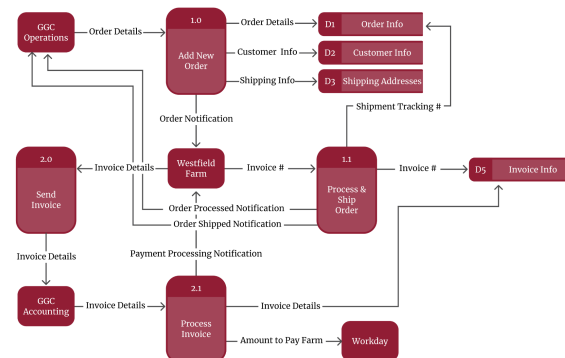 GGC
Operations
Order Details
1.0
Add New
Order
Order Details
D1 Order Info
Customer Info
D2 Customer Info
Shipping Info
D3 Shipping Addresses
Order Notification
Shipment Tracking #
2.0
Send
Invoice
Invoice Details
Westfield
Farm
Invoice #
1.1
Process &
Ship
Order
Invoice #
D5 Invoice Info
Order Processed Notification
Order Shipped Notification
Invoice Details
Payment Processing Notification
GGC
Accounting
Invoice Details
2.1
Process
Invoice
Invoice Details
Amount to Pay Farm
Workday